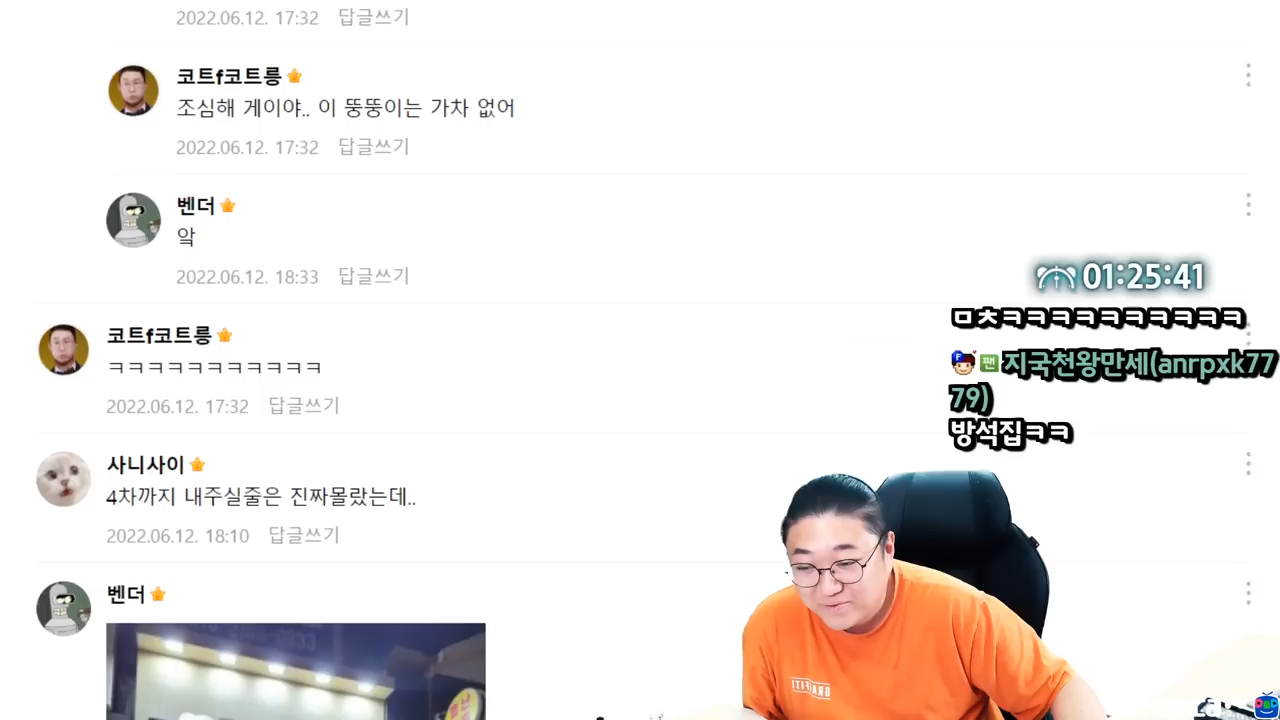 2022.06.12. 17:32 답글쓰기
코트f코트릉
조심해 게이야.. 이 뚱뚱이는 가차 없어
2022.06.12. 17:32 답글쓰기
벤더
앜
2022.06.12. 18:33 답글쓰기
코트f코트릉
ㅋㅋㅋㅋㅋㅋㅋㅋㅋㅋㅋ
2022.06.12. 17:32 답글쓰기
사니사이
4차까지 내주실줄은 진짜몰랐는데..
2022.06.12. 18:10 답글쓰기
벤더
01:25:41
ㅁㅊㅋㅋㅋㅋㅋㅋㅋㅋㅋㅋ
팬 지국천왕만세(anrpxk77
79)
방석집ㅋㅋ